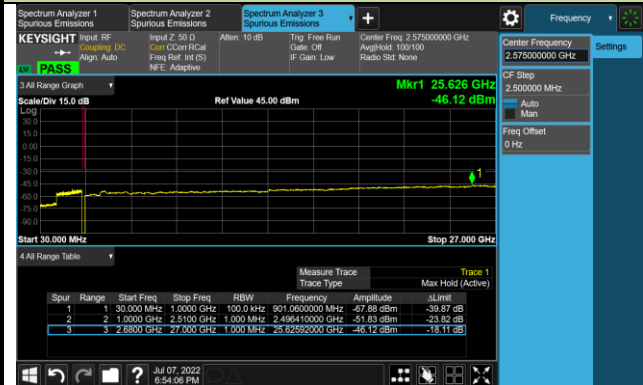 Spectrum Analyzer 1
Spurious Emissions
Spectrum Analyzer 2
Spurious Emissions
Spectrum Analyzer 3
Spurious Emissions
Frequency
KEYSIGHT
Input: RF
Coupling: DC
Align: Auto
Input Z: 50 Ω
Corr CCorr RCal
Freq Ref: Int (S)
NFE: Adaptive
Atten: 10 dB
Trig: Free Run
Gate: Off
IF Gain: Low
Center Freq: 2.575000000 GHz
Avg|Hold: 100/100
Radio Std: None
PASS
Center Frequency
2.575000000 GHz
Settings
CF Step
2.500000 MHz
Auto
Man
Freq Offset
0 Hz
3 All Range Graph
Mkr1 25.626 GHz
-46.12 dBm
Scale/Div 15.0 dB
Ref Value 45.00 dBm
Log
30.0
15.0
0.00
-15.0
-30.0
-45.0
-60.0
-75.0
-90.0
1
Start 30.000 MHz
Stop 27.000 GHz
4 All Range Table
Measure Trace Trace 1
Trace Type Max Hold (Active)
Spur Range Start Freq Stop Freq RBW Frequency Amplitude ΔLimit
1 1 30.000 MHz 1.0000 GHz 100.0 kHz 901.0600000 MHz -67.88 dBm -39.87 dB
2 2 1.0000 GHz 2.5100 GHz 1.000 MHz 2.496410000 GHz -51.83 dBm -23.82 dB
3 3 2.6800 GHz 27.000 GHz 1.000 MHz 25.62592000 GHz -46.12 dBm -18.11 dB
Jul 07, 2022
6:54:06 PM